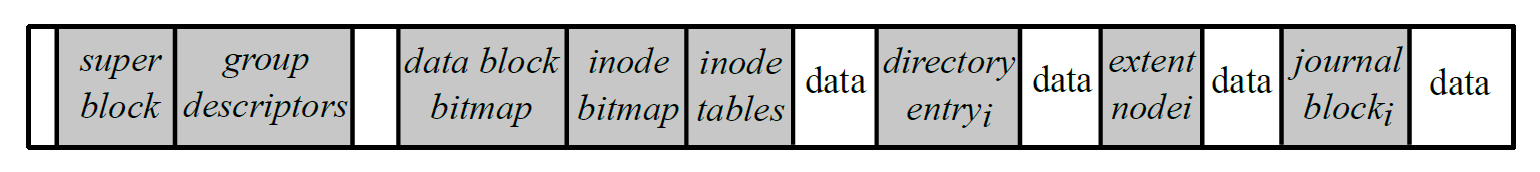 super block
group descriptors
data block bitmap
inode bitmap
inode tables
data
directory entryi
data
extent nodei
data
journal blocki
data